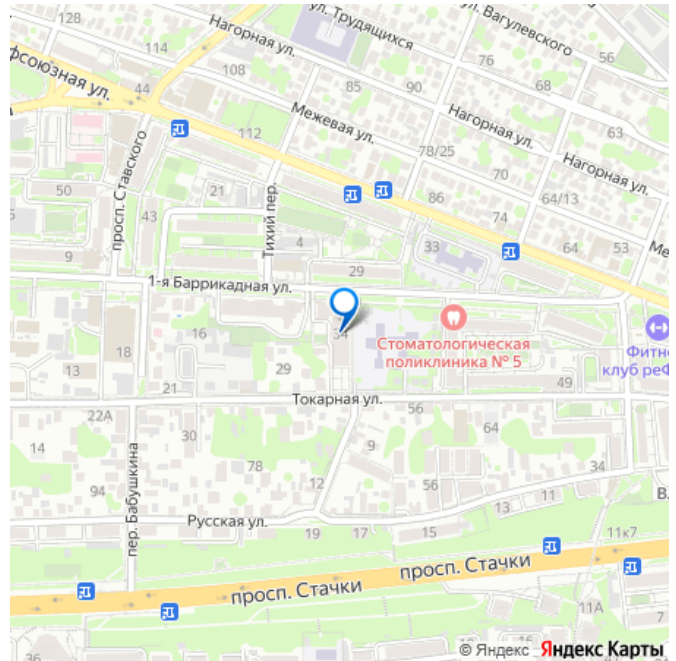 128
ул. Трудящихся
ул. Вагулевского
56
Нагорная ул.
114
76
фсоюзная ул.
108
85
90
68
44
Межевая ул.
Нагорная ул.
63
112
78/25
Нагорная ул.
просп. Ставского
50
21
86
70
64/13
43
Тихий пер.
4
74
33
64
53
Ме
9
29
1-я Баррикадная ул.
16
34
Стоматологическая
поликлиника № 5
Фитне
клуб реФ
18
13
29
21
49
Токарная ул.
22А
56
30
64
14
9
пер. Бабушкина
78
34
94
12
56
11
13
В.
Русская ул.
19
17
15
11к7
просп. Стачки
просп. Стачки
11А
© Яндекс Яндекс Карты